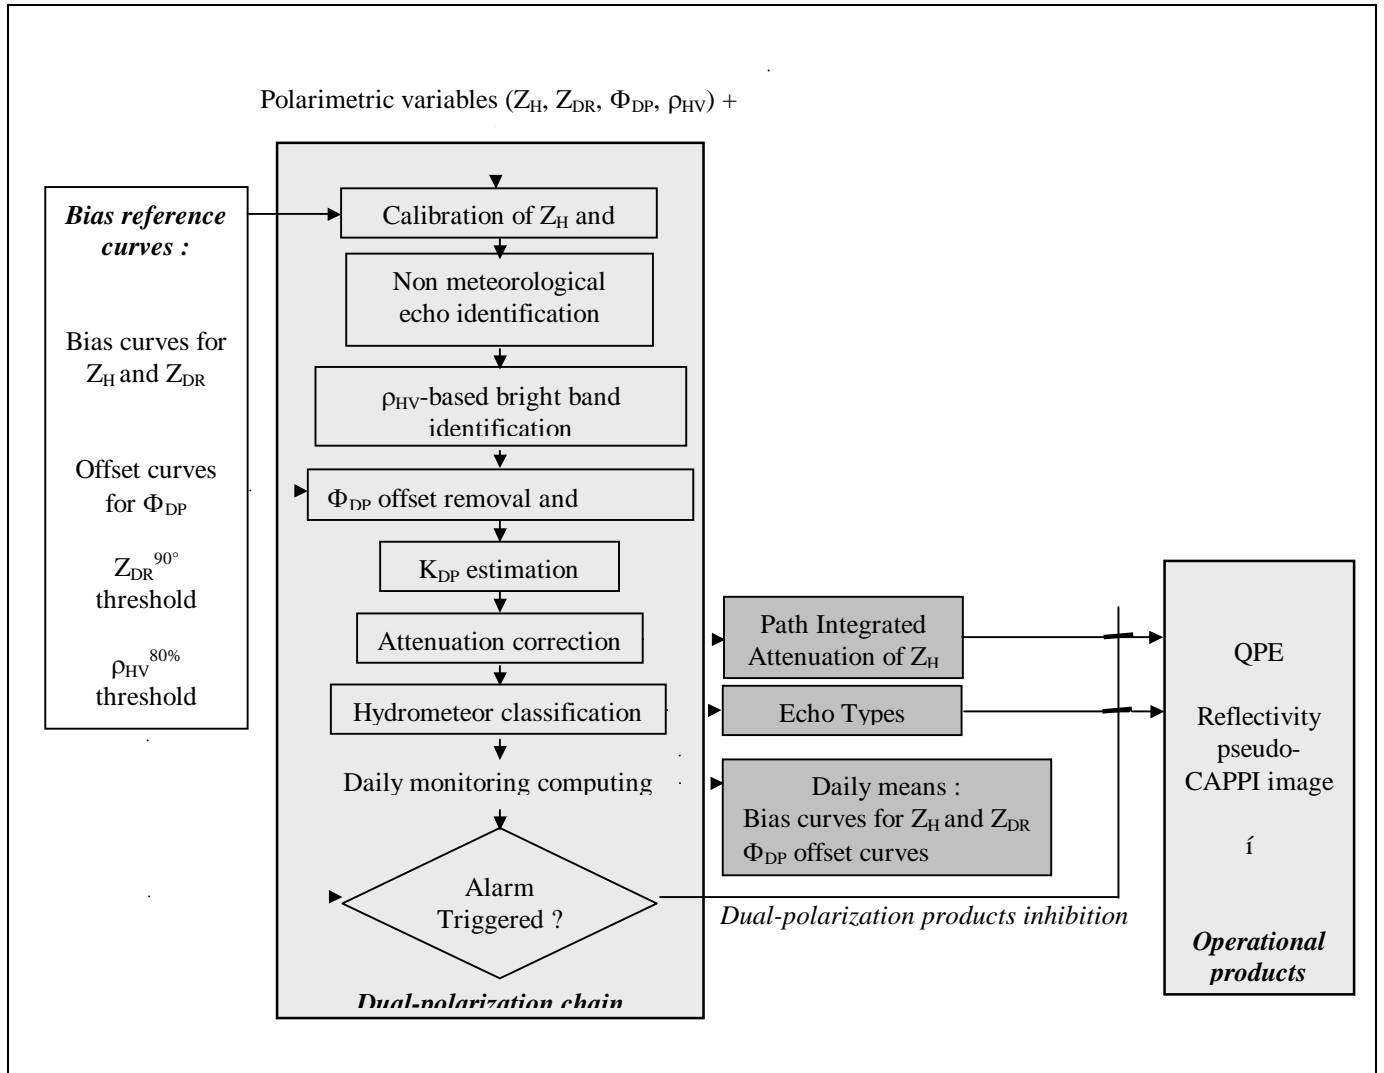 Polarimetric variables (Z_H, Z_DR, Φ_DP, ρ_HV) +
Bias reference
curves :
Bias curves for
Z_H and Z_DR
Offset curves
for Φ_DP
Z_DR^90°
threshold
ρ_HV^80%
threshold
Calibration of Z_H and
Non meteorological
echo identification
ρ_HV-based bright band
identification
Φ_DP offset removal and
K_DP estimation
Attenuation correction
Hydrometeor classification
Daily monitoring computing
Alarm
Triggered ?
Dual-polarization chain
Path Integrated
Attenuation of Z_H
Echo Types
Daily means :
Bias curves for Z_H and Z_DR
Φ_DP offset curves
Dual-polarization products inhibition
QPE
Reflectivity
pseudo-
CAPPI image
í
Operational
products